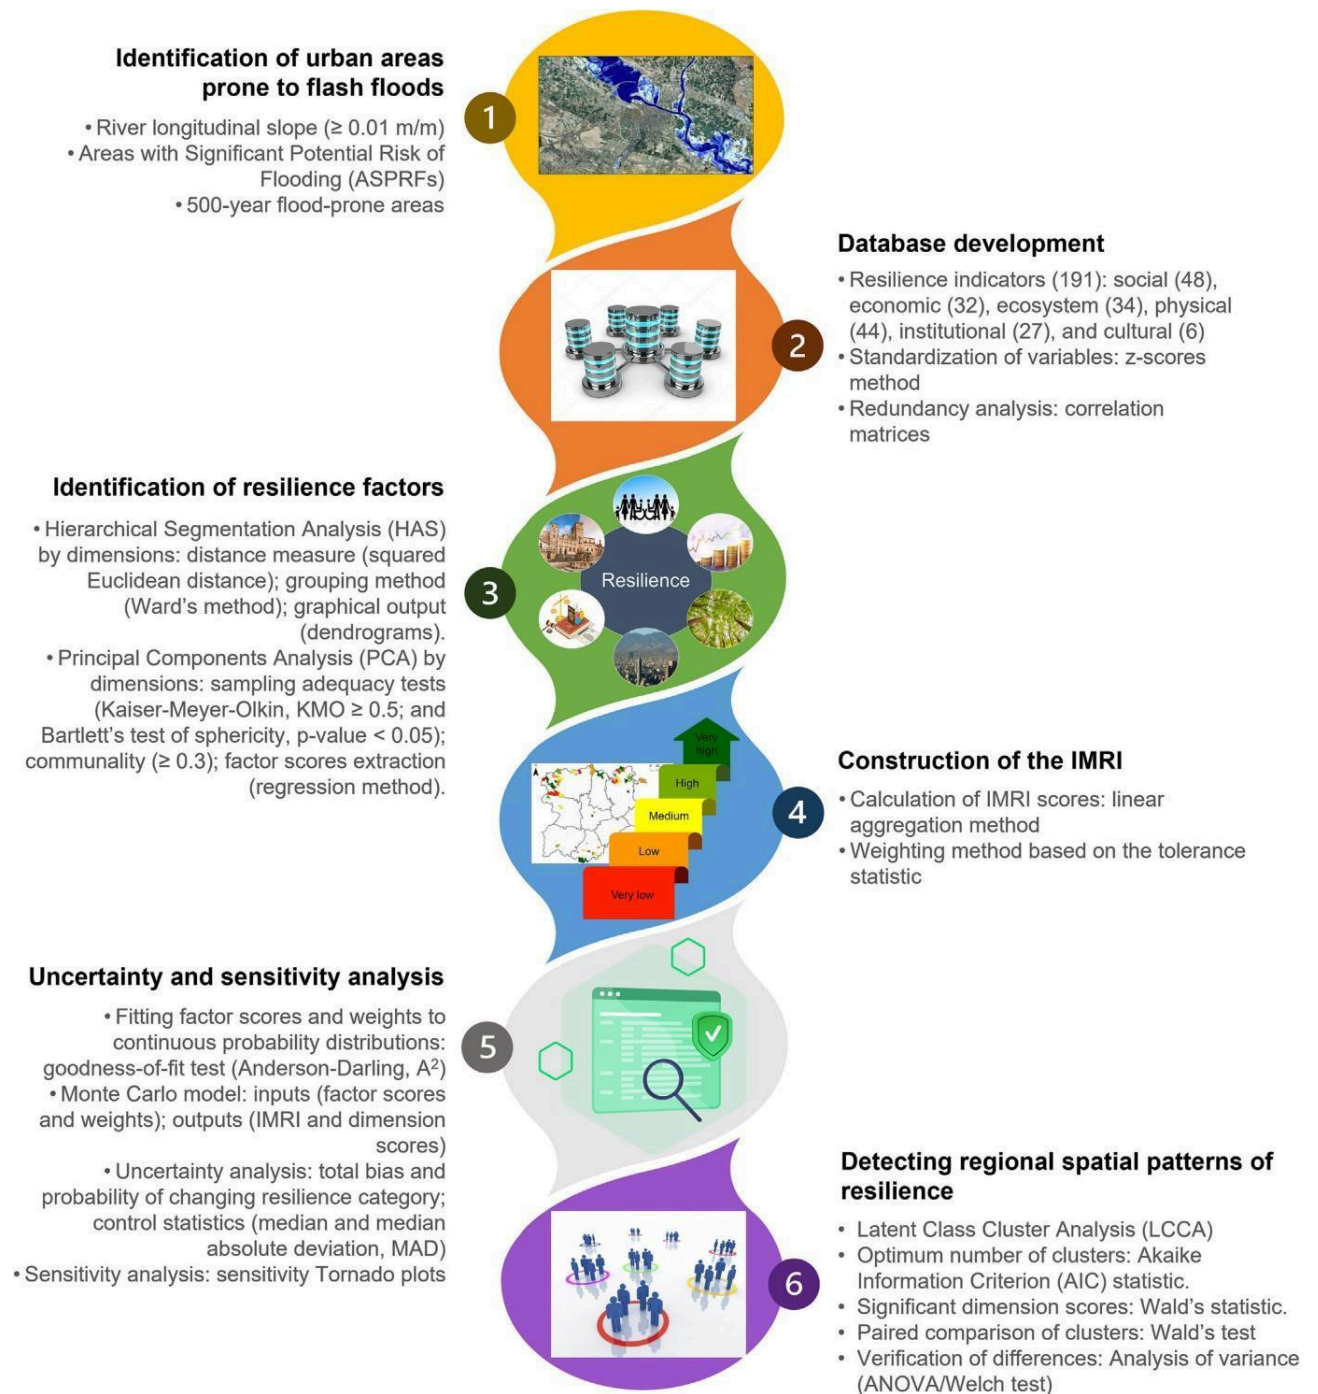 Identification of urban areas
prone to flash floods
• River longitudinal slope (≥ 0.01 m/m)
• Areas with Significant Potential Risk of
Flooding (ASPRFs)
• 500-year flood-prone areas
1
Database development
• Resilience indicators (191): social (48),
economic (32), ecosystem (34), physical
(44), institutional (27), and cultural (6)
• Standardization of variables: z-scores
method
• Redundancy analysis: correlation
matrices
2
Identification of resilience factors
• Hierarchical Segmentation Analysis (HAS)
by dimensions: distance measure (squared
Euclidean distance); grouping method
(Ward's method); graphical output
(dendrograms).
• Principal Components Analysis (PCA) by
dimensions: sampling adequacy tests
(Kaiser-Meyer-Olkin, KMO ≥ 0.5; and
Bartlett's test of sphericity, p-value < 0.05);
communality (≥ 0.3); factor scores extraction
(regression method).
3
Resilience
Very
high
High
Medium
Low
Very low
4
Construction of the IMRI
• Calculation of IMRI scores: linear
aggregation method
• Weighting method based on the tolerance
statistic
Uncertainty and sensitivity analysis
• Fitting factor scores and weights to
continuous probability distributions:
goodness-of-fit test (Anderson-Darling, A²)
• Monte Carlo model: inputs (factor scores
and weights); outputs (IMRI and dimension
scores)
• Uncertainty analysis: total bias and
probability of changing resilience category;
control statistics (median and median
absolute deviation, MAD)
• Sensitivity analysis: sensitivity Tornado plots
5
Detecting regional spatial patterns of
resilience
• Latent Class Cluster Analysis (LCCA)
• Optimum number of clusters: Akaike
Information Criterion (AIC) statistic.
• Significant dimension scores: Wald's statistic.
• Paired comparison of clusters: Wald's test
• Verification of differences: Analysis of variance
(ANOVA/Welch test)
6